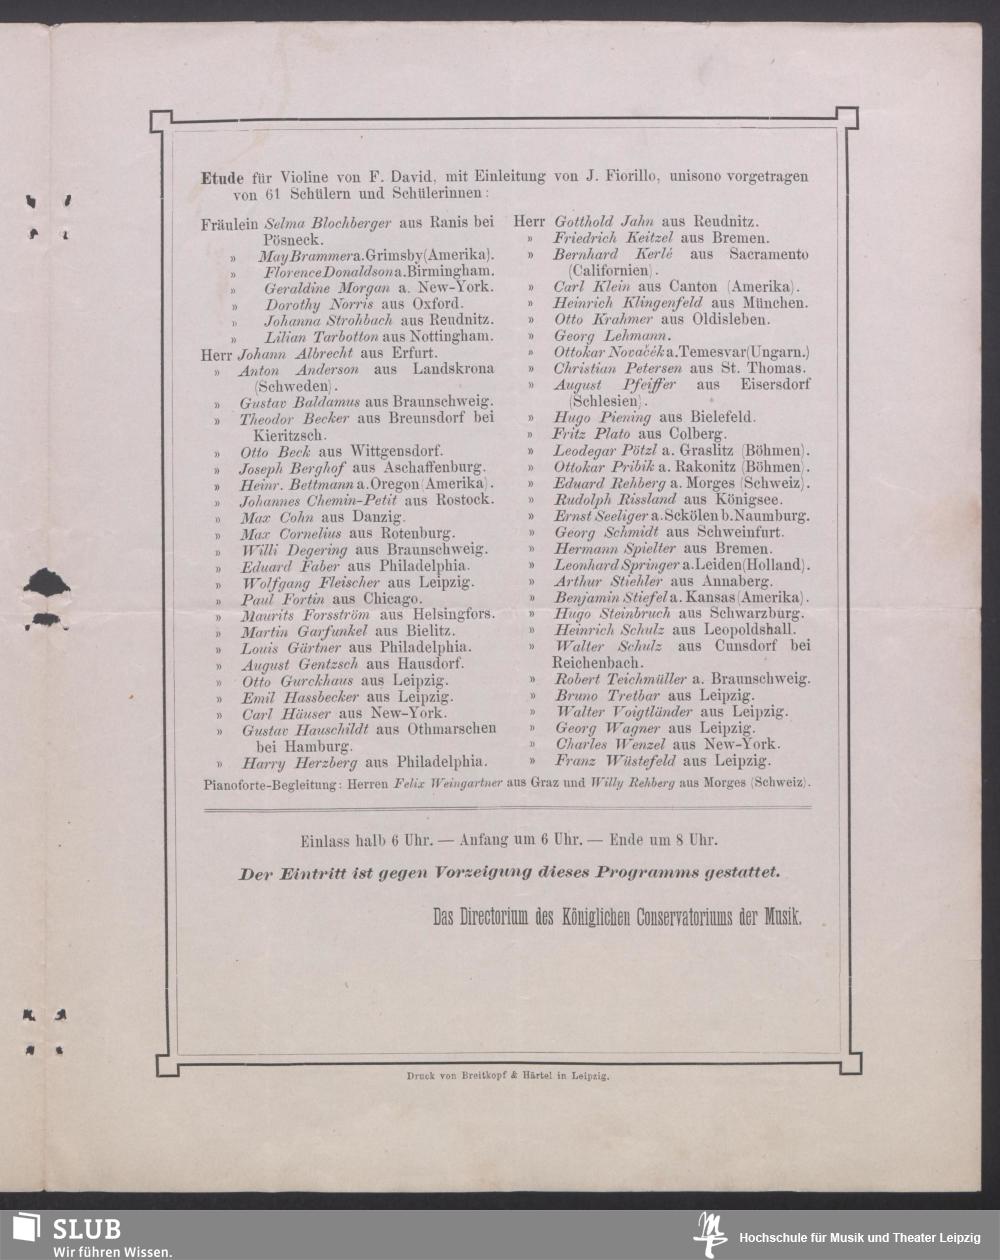 Etude für Violine von F. David, mit Einleitung von J. Fiorillo, unisono vorgetragen
von 61 Schülern und Schülerinnen:
Fräulein Selma Blochberger aus Ranis bei
Pösneck.
» May Brammer a. Grimsby (Amerika).
» Florence Donaldson a. Birmingham.
» Geraldine Morgan a. New-York.
» Dorothy Norris aus Oxford.
» Johanna Strohbach aus Reudnitz.
» Lilian Tarbotton aus Nottingham.
Herr Johann Albrecht aus Erfurt.
» Anton Anderson aus Landskrona
(Schweden).
» Gustav Baldamus aus Braunschweig.
» Theodor Becker aus Breunsdorf bei
Kieritzsch.
» Otto Beck aus Wittgensdorf.
» Joseph Berghof aus Aschaffenburg.
» Heinr. Bettmann a. Oregon (Amerika).
» Johannes Chemin-Petit aus Rostock.
» Max Cohn aus Danzig.
» Max Cornelius aus Rotenburg.
» Willi Degering aus Braunschweig.
» Eduard Faber aus Philadelphia.
» Wolfgang Fleischer aus Leipzig.
» Paul Fortin aus Chicago.
» Maurits Forsström aus Helsingfors.
» Martin Garfunkel aus Bielitz.
» Louis Gärtner aus Philadelphia.
» August Gentzsch aus Hausdorf.
» Otto Gurckhaus aus Leipzig.
» Emil Hassbecker aus Leipzig.
» Carl Häuser aus New-York.
» Gustav Hauschildt aus Othmarschen
bei Hamburg.
» Harry Herzberg aus Philadelphia.
Herr Gotthold Jahn aus Reudnitz.
» Friedrich Keitzel aus Bremen.
» Bernhard Kerlé aus Sacramento
(Californien).
» Carl Klein aus Canton (Amerika).
» Heinrich Klingenfeld aus München.
» Otto Krahmer aus Oldisleben.
» Georg Lehmann.
» Ottokar Nováček a. Temesvar (Ungarn.)
» Christian Petersen aus St. Thomas.
» August Pfeiffer aus Eisersdorf
(Schlesien).
» Hugo Piening aus Bielefeld.
» Fritz Plato aus Colberg.
» Leodegar Pötzl a. Graslitz (Böhmen).
» Ottokar Pribik a. Rakonitz (Böhmen).
» Eduard Rehberg a. Morges (Schweiz).
» Rudolph Rissland aus Königsee.
» Ernst Seeliger a. Sckölen b. Naumburg.
» Georg Schmidt aus Schweinfurt.
» Hermann Spielter aus Bremen.
» Leonhard Springer a. Leiden (Holland).
» Arthur Stiehler aus Annaberg.
» Benjamin Stiefel a. Kansas (Amerika).
» Hugo Steinbruch aus Schwarzburg.
» Heinrich Schulz aus Leopoldshall.
» Walter Schulz aus Cunsdorf bei
Reichenbach.
» Robert Teichmüller a. Braunschweig.
» Bruno Tretbar aus Leipzig.
» Walter Voigtländer aus Leipzig.
» Georg Wagner aus Leipzig.
» Charles Wenzel aus New-York.
» Franz Wüstefeld aus Leipzig.
Pianoforte-Begleitung: Herren Felix Weingartner aus Graz und Willy Rehberg aus Morges (Schweiz).
Einlass halb 6 Uhr. — Anfang um 6 Uhr. — Ende um 8 Uhr.
Der Eintritt ist gegen Vorzeigung dieses Programms gestattet.
Das Directorium des Königlichen Conservatoriums der Musik.
Druck von Breitkopf & Härtel in Leipzig.
SLUB
Wir führen Wissen.
Hochschule für Musik und Theater Leipzig